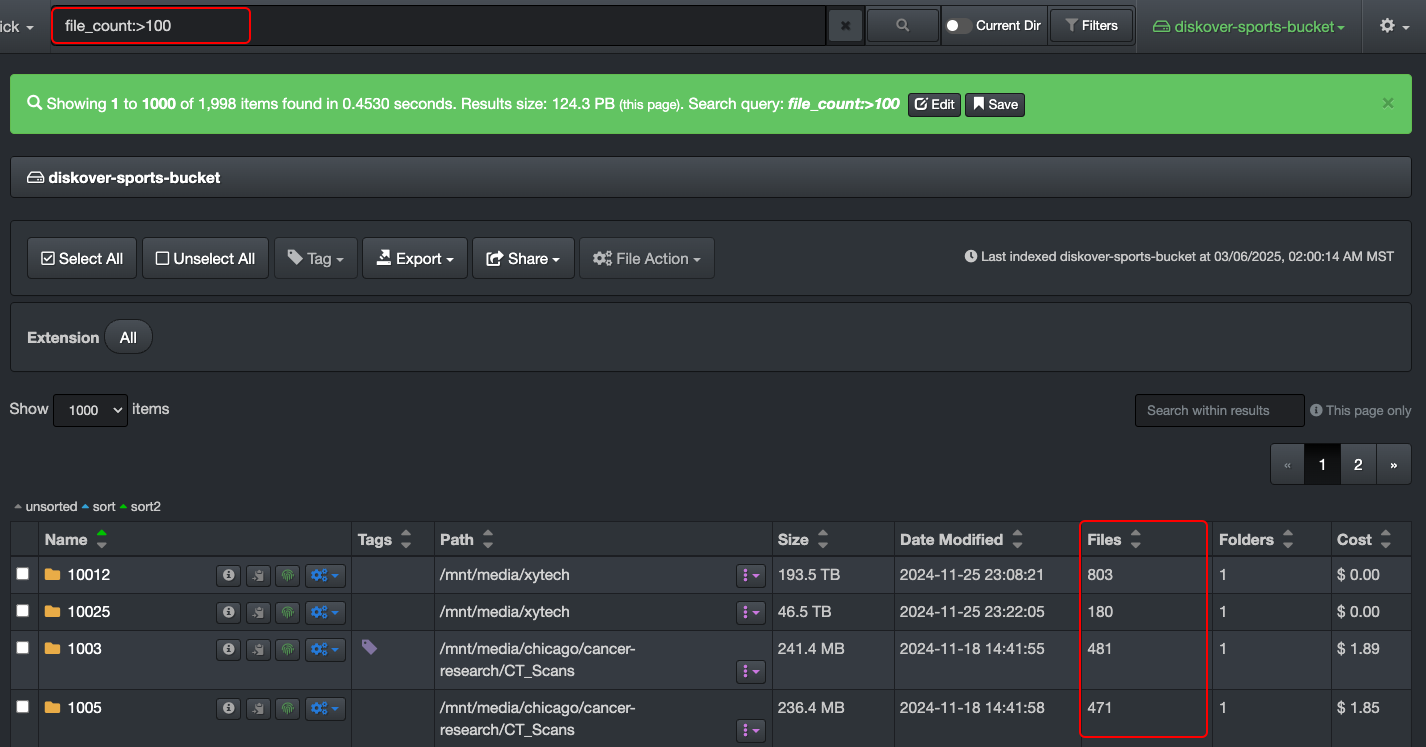 ick
file_count:>100
Current Dir
Filters
diskover-sports-bucket
Showing 1 to 1000 of 1,998 items found in 0.4530 seconds. Results size: 124.3 PB (this page). Search query: file_count:>100 Edit Save ×
diskover-sports-bucket
Select All Unselect All Tag Export Share File Action Last indexed diskover-sports-bucket at 03/06/2025, 02:00:14 AM MST
Extension All
Show 1000 items Search within results This page only
« 1 2 »
unsorted sort sort2
Name Tags Path Size Date Modified Files Folders Cost
10012 /mnt/media/xytech 193.5 TB 2024-11-25 23:08:21 803 1 $ 0.00
10025 /mnt/media/xytech 46.5 TB 2024-11-25 23:22:05 180 1 $ 0.00
1003 /mnt/media/chicago/cancer- 241.4 MB 2024-11-18 14:41:55 481 1 $ 1.89
research/CT_Scans
1005 /mnt/media/chicago/cancer- 236.4 MB 2024-11-18 14:41:58 471 1 $ 1.85
research/CT_Scans